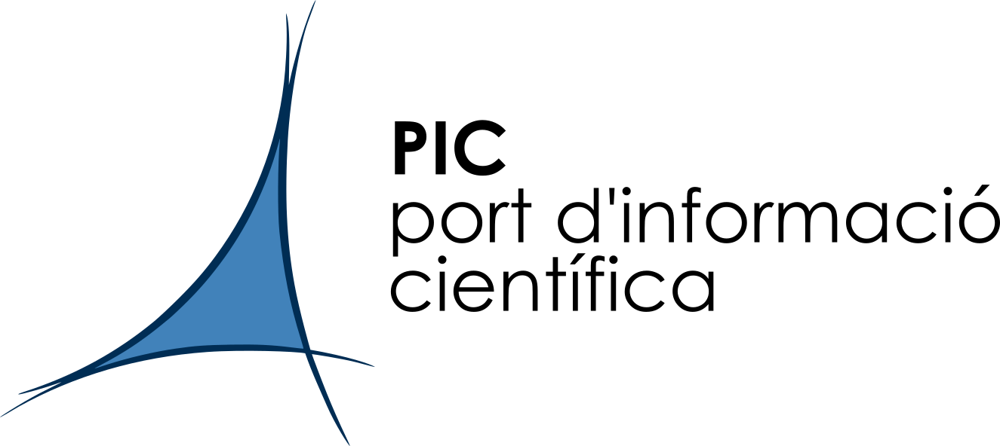 PIC
port d'informació
científica